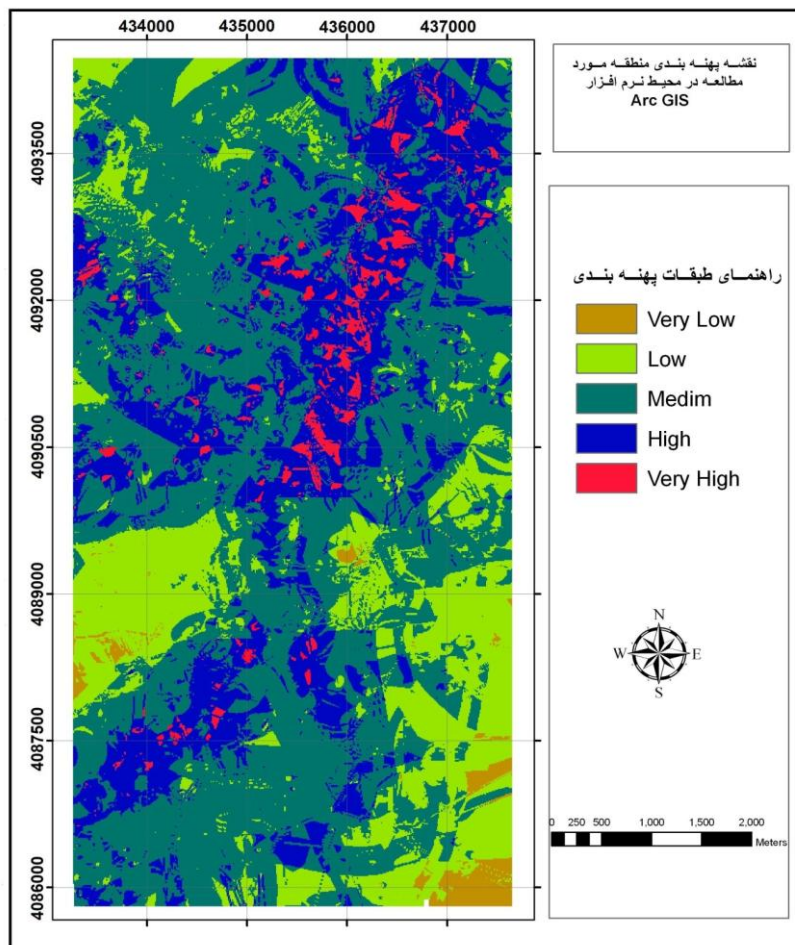 434000 435000 436000 437000
4093500
4092000
4090500
4089000
4087500
4086000
نقشه پهنه بندی منطقه مورد
مطالعه در محیط نرم افزار
Arc GIS
راهنمای طبقات پهنه بندی
Very Low
Low
Medim
High
Very High
N
W E
S
0 250 500 1,000 1,500 2,000
Meters